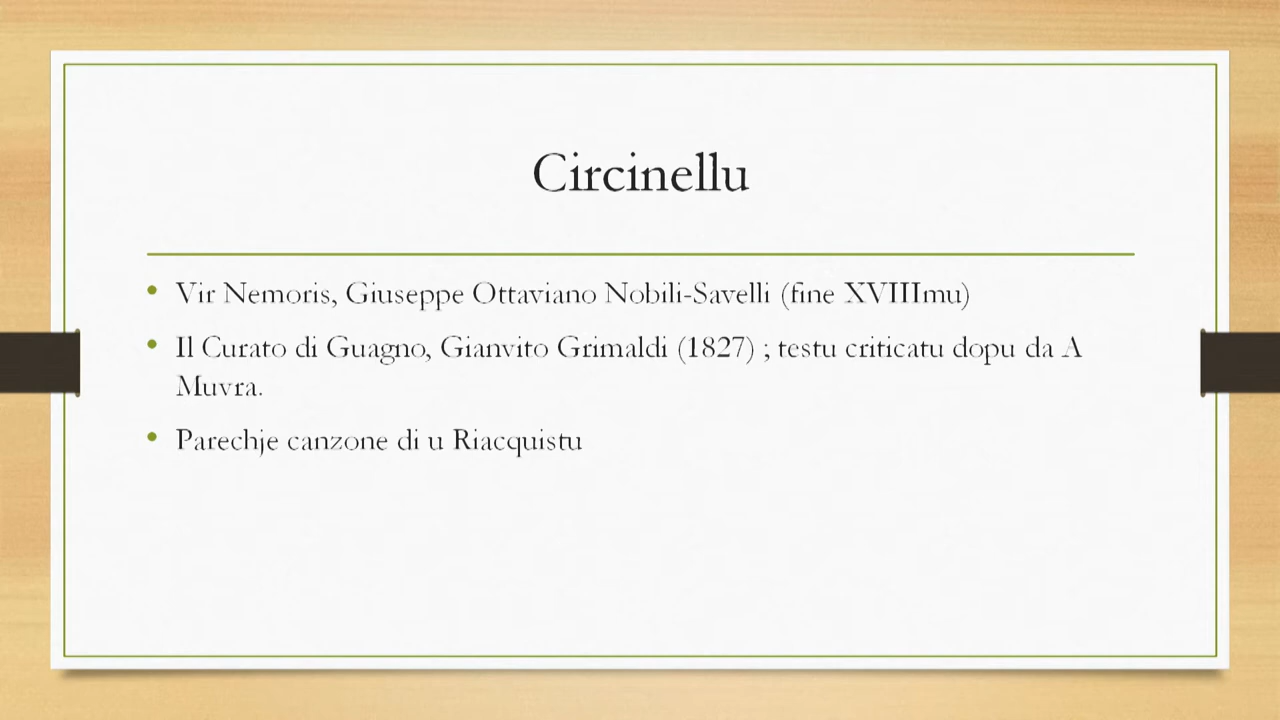 Circinellu
• Vir Nemoris, Giuseppe Ottaviano Nobili-Savelli (fine XVIIImu)
• Il Curato di Guagno, Gianvito Grimaldi (1827) ; testu criticatu dopu da A
Muvra.
• Parechje canzone di u Riacquistu